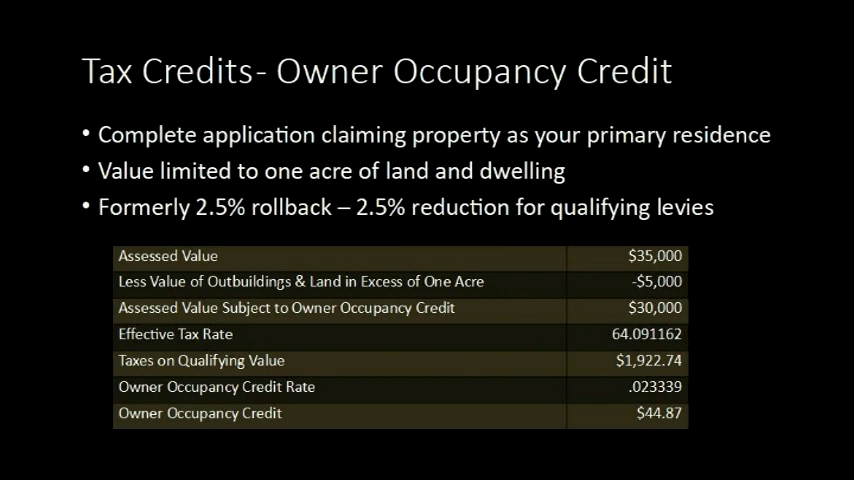 Tax Credits- Owner Occupancy Credit
• Complete application claiming property as your primary residence
• Value limited to one acre of land and dwelling
• Formerly 2.5% rollback – 2.5% reduction for qualifying levies
Assessed Value $35,000
Less Value of Outbuildings & Land in Excess of One Acre -$5,000
Assessed Value Subject to Owner Occupancy Credit $30,000
Effective Tax Rate 64.091162
Taxes on Qualifying Value $1,922.74
Owner Occupancy Credit Rate .023339
Owner Occupancy Credit $44.87